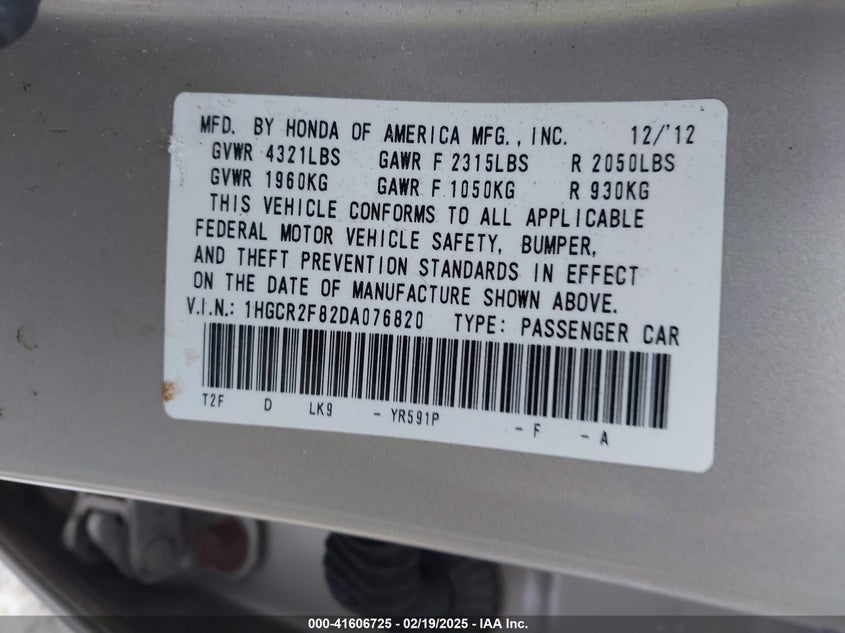 MFD. BY HONDA OF AMERICA MFG., INC. 12/'12
GVWR 4321LBS GAWR F 2315LBS R 2050LBS
GVWR 1960KG GAWR F 1050KG R 930KG
THIS VEHICLE CONFORMS TO ALL APPLICABLE
FEDERAL MOTOR VEHICLE SAFETY, BUMPER,
AND THEFT PREVENTION STANDARDS IN EFFECT
ON THE DATE OF MANUFACTURE SHOWN ABOVE.
V.I.N.: 1HGCR2F82DA076820 TYPE: PASSENGER CAR
T2F D LK9 - YR591P - F - A
000-41606725 - 02/19/2025 - IAA Inc.